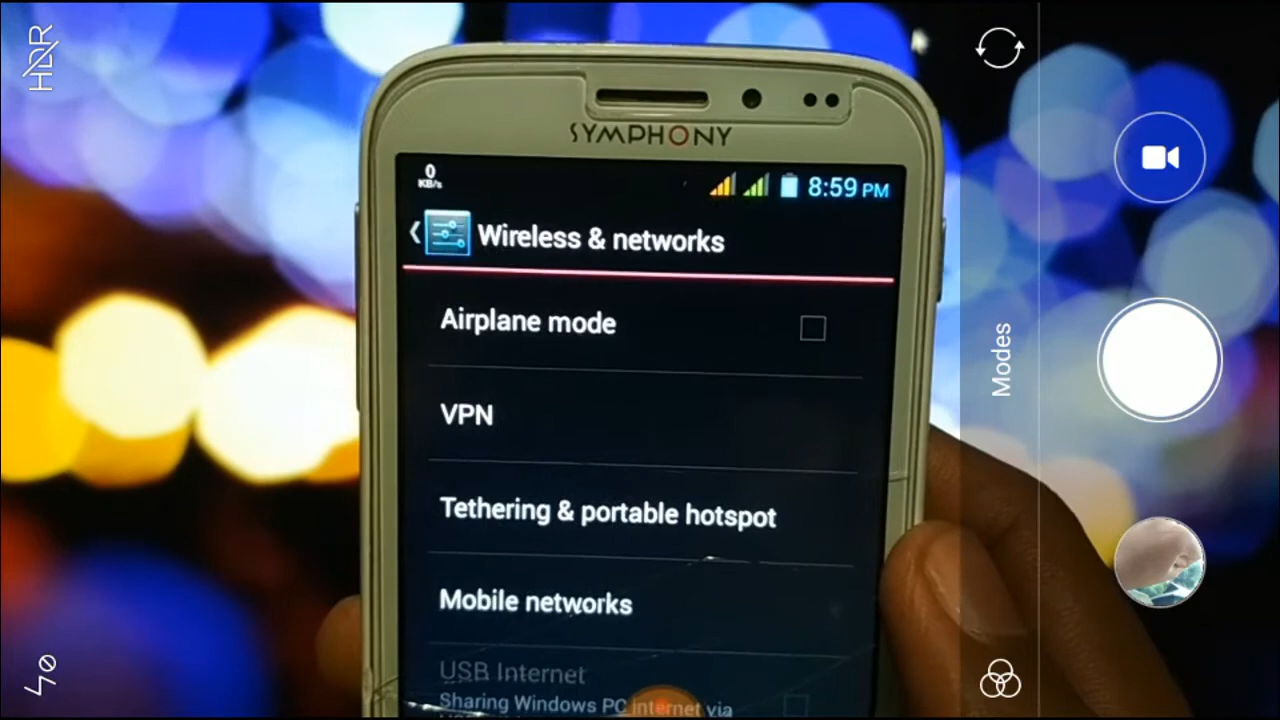 HDR
SYMPHONY
0
KB/s
8:59 PM
Wireless & networks
Airplane mode
VPN
Tethering & portable hotspot
Mobile networks
USB Internet
Sharing Windows PC internet via
Modes